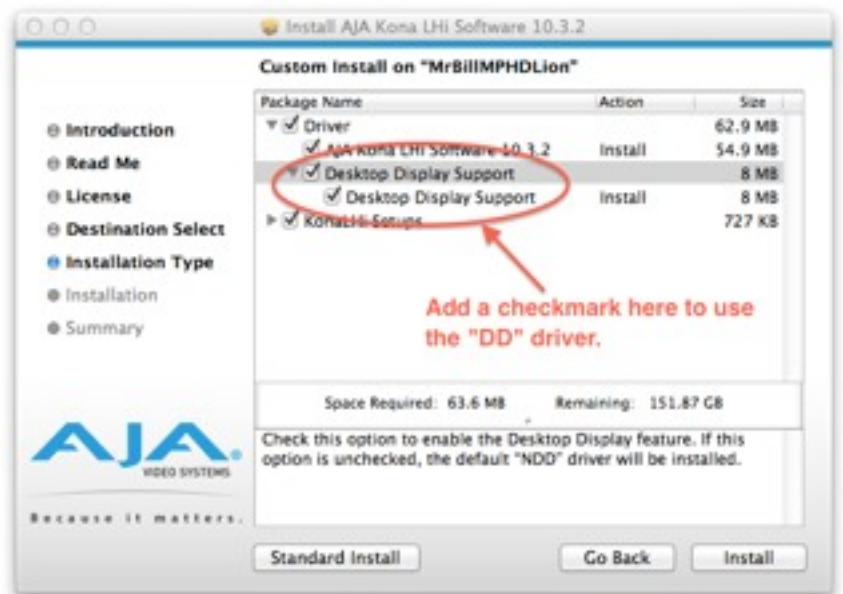 Install AJA Kona LHi Software 10.3.2
Custom Install on "MrBillMPHDLion"
Introduction
Read Me
License
Destination Select
Installation Type
Installation
Summary
Package Name Action Size
Driver 62.9 MB
AJA Kona LHi Software 10.3.2 Install 54.9 MB
Desktop Display Support 8 MB
Desktop Display Support Install 8 MB
KonaLHi Setups 727 KB
Add a checkmark here to use
the "DD" driver.
Space Required: 63.6 MB Remaining: 151.87 GB
Check this option to enable the Desktop Display feature. If this
option is unchecked, the default "NDD" driver will be installed.
AJA
VIDEO SYSTEMS
Because it matters.
Standard Install Go Back Install